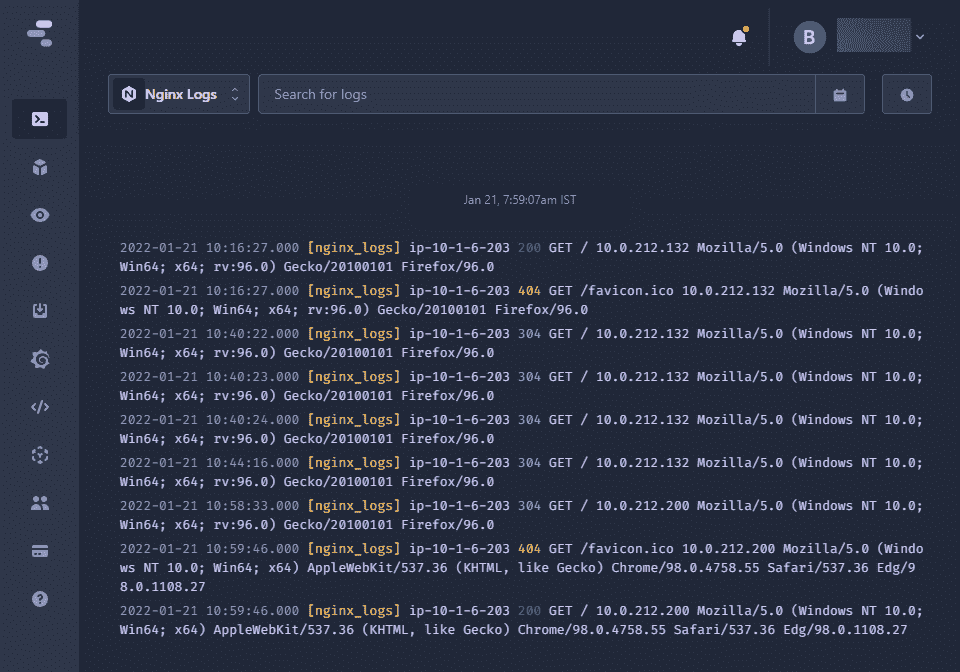 B
N Nginx Logs
Search for logs
Jan 21, 7:59:07am IST
2022-01-21 10:16:27.000 [nginx_logs] ip-10-1-6-203 200 GET / 10.0.212.132 Mozilla/5.0 (Windows NT 10.0;
Win64; x64; rv:96.0) Gecko/20100101 Firefox/96.0
2022-01-21 10:16:27.000 [nginx_logs] ip-10-1-6-203 404 GET /favicon.ico 10.0.212.132 Mozilla/5.0 (Windo
ws NT 10.0; Win64; x64; rv:96.0) Gecko/20100101 Firefox/96.0
2022-01-21 10:40:22.000 [nginx_logs] ip-10-1-6-203 304 GET / 10.0.212.132 Mozilla/5.0 (Windows NT 10.0;
Win64; x64; rv:96.0) Gecko/20100101 Firefox/96.0
2022-01-21 10:40:23.000 [nginx_logs] ip-10-1-6-203 304 GET / 10.0.212.132 Mozilla/5.0 (Windows NT 10.0;
Win64; x64; rv:96.0) Gecko/20100101 Firefox/96.0
2022-01-21 10:40:24.000 [nginx_logs] ip-10-1-6-203 304 GET / 10.0.212.132 Mozilla/5.0 (Windows NT 10.0;
Win64; x64; rv:96.0) Gecko/20100101 Firefox/96.0
2022-01-21 10:44:16.000 [nginx_logs] ip-10-1-6-203 304 GET / 10.0.212.132 Mozilla/5.0 (Windows NT 10.0;
Win64; x64; rv:96.0) Gecko/20100101 Firefox/96.0
2022-01-21 10:58:33.000 [nginx_logs] ip-10-1-6-203 304 GET / 10.0.212.200 Mozilla/5.0 (Windows NT 10.0;
Win64; x64; rv:96.0) Gecko/20100101 Firefox/96.0
2022-01-21 10:59:46.000 [nginx_logs] ip-10-1-6-203 404 GET /favicon.ico 10.0.212.200 Mozilla/5.0 (Windo
ws NT 10.0; Win64; x64) AppleWebKit/537.36 (KHTML, like Gecko) Chrome/98.0.4758.55 Safari/537.36 Edg/9
8.0.1108.27
2022-01-21 10:59:46.000 [nginx_logs] ip-10-1-6-203 200 GET / 10.0.212.200 Mozilla/5.0 (Windows NT 10.0;
Win64; x64) AppleWebKit/537.36 (KHTML, like Gecko) Chrome/98.0.4758.55 Safari/537.36 Edg/98.0.1108.27